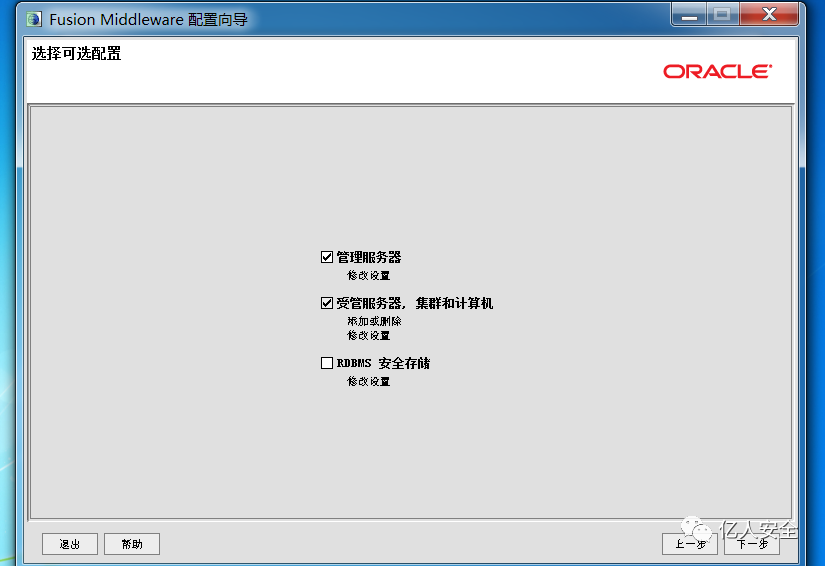 Fusion Middleware 配置向导
选择可选配置
ORACLE
管理服务器
修改设置
受管服务器, 集群和计算机
添加或删除
修改设置
RDBMS 安全存储
修改设置
亿人安全
退出
帮助
上一步
下一步